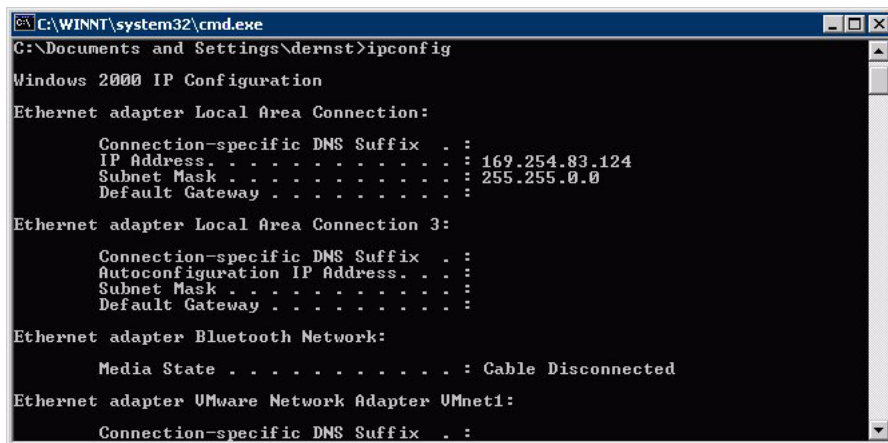 C:\WINNT\system32\cmd.exe
C:\Documents and Settings\dernst>ipconfig
Windows 2000 IP Configuration
Ethernet adapter Local Area Connection:
Connection-specific DNS Suffix . :
IP Address. . . . . . . . . . . . : 169.254.83.124
Subnet Mask . . . . . . . . . . . : 255.255.0.0
Default Gateway . . . . . . . . . :
Ethernet adapter Local Area Connection 3:
Connection-specific DNS Suffix . :
Autoconfiguration IP Address. . . :
Subnet Mask . . . . . . . . . . . :
Default Gateway . . . . . . . . . :
Ethernet adapter Bluetooth Network:
Media State . . . . . . . . . . . : Cable Disconnected
Ethernet adapter VMware Network Adapter VMnet1:
Connection-specific DNS Suffix . :